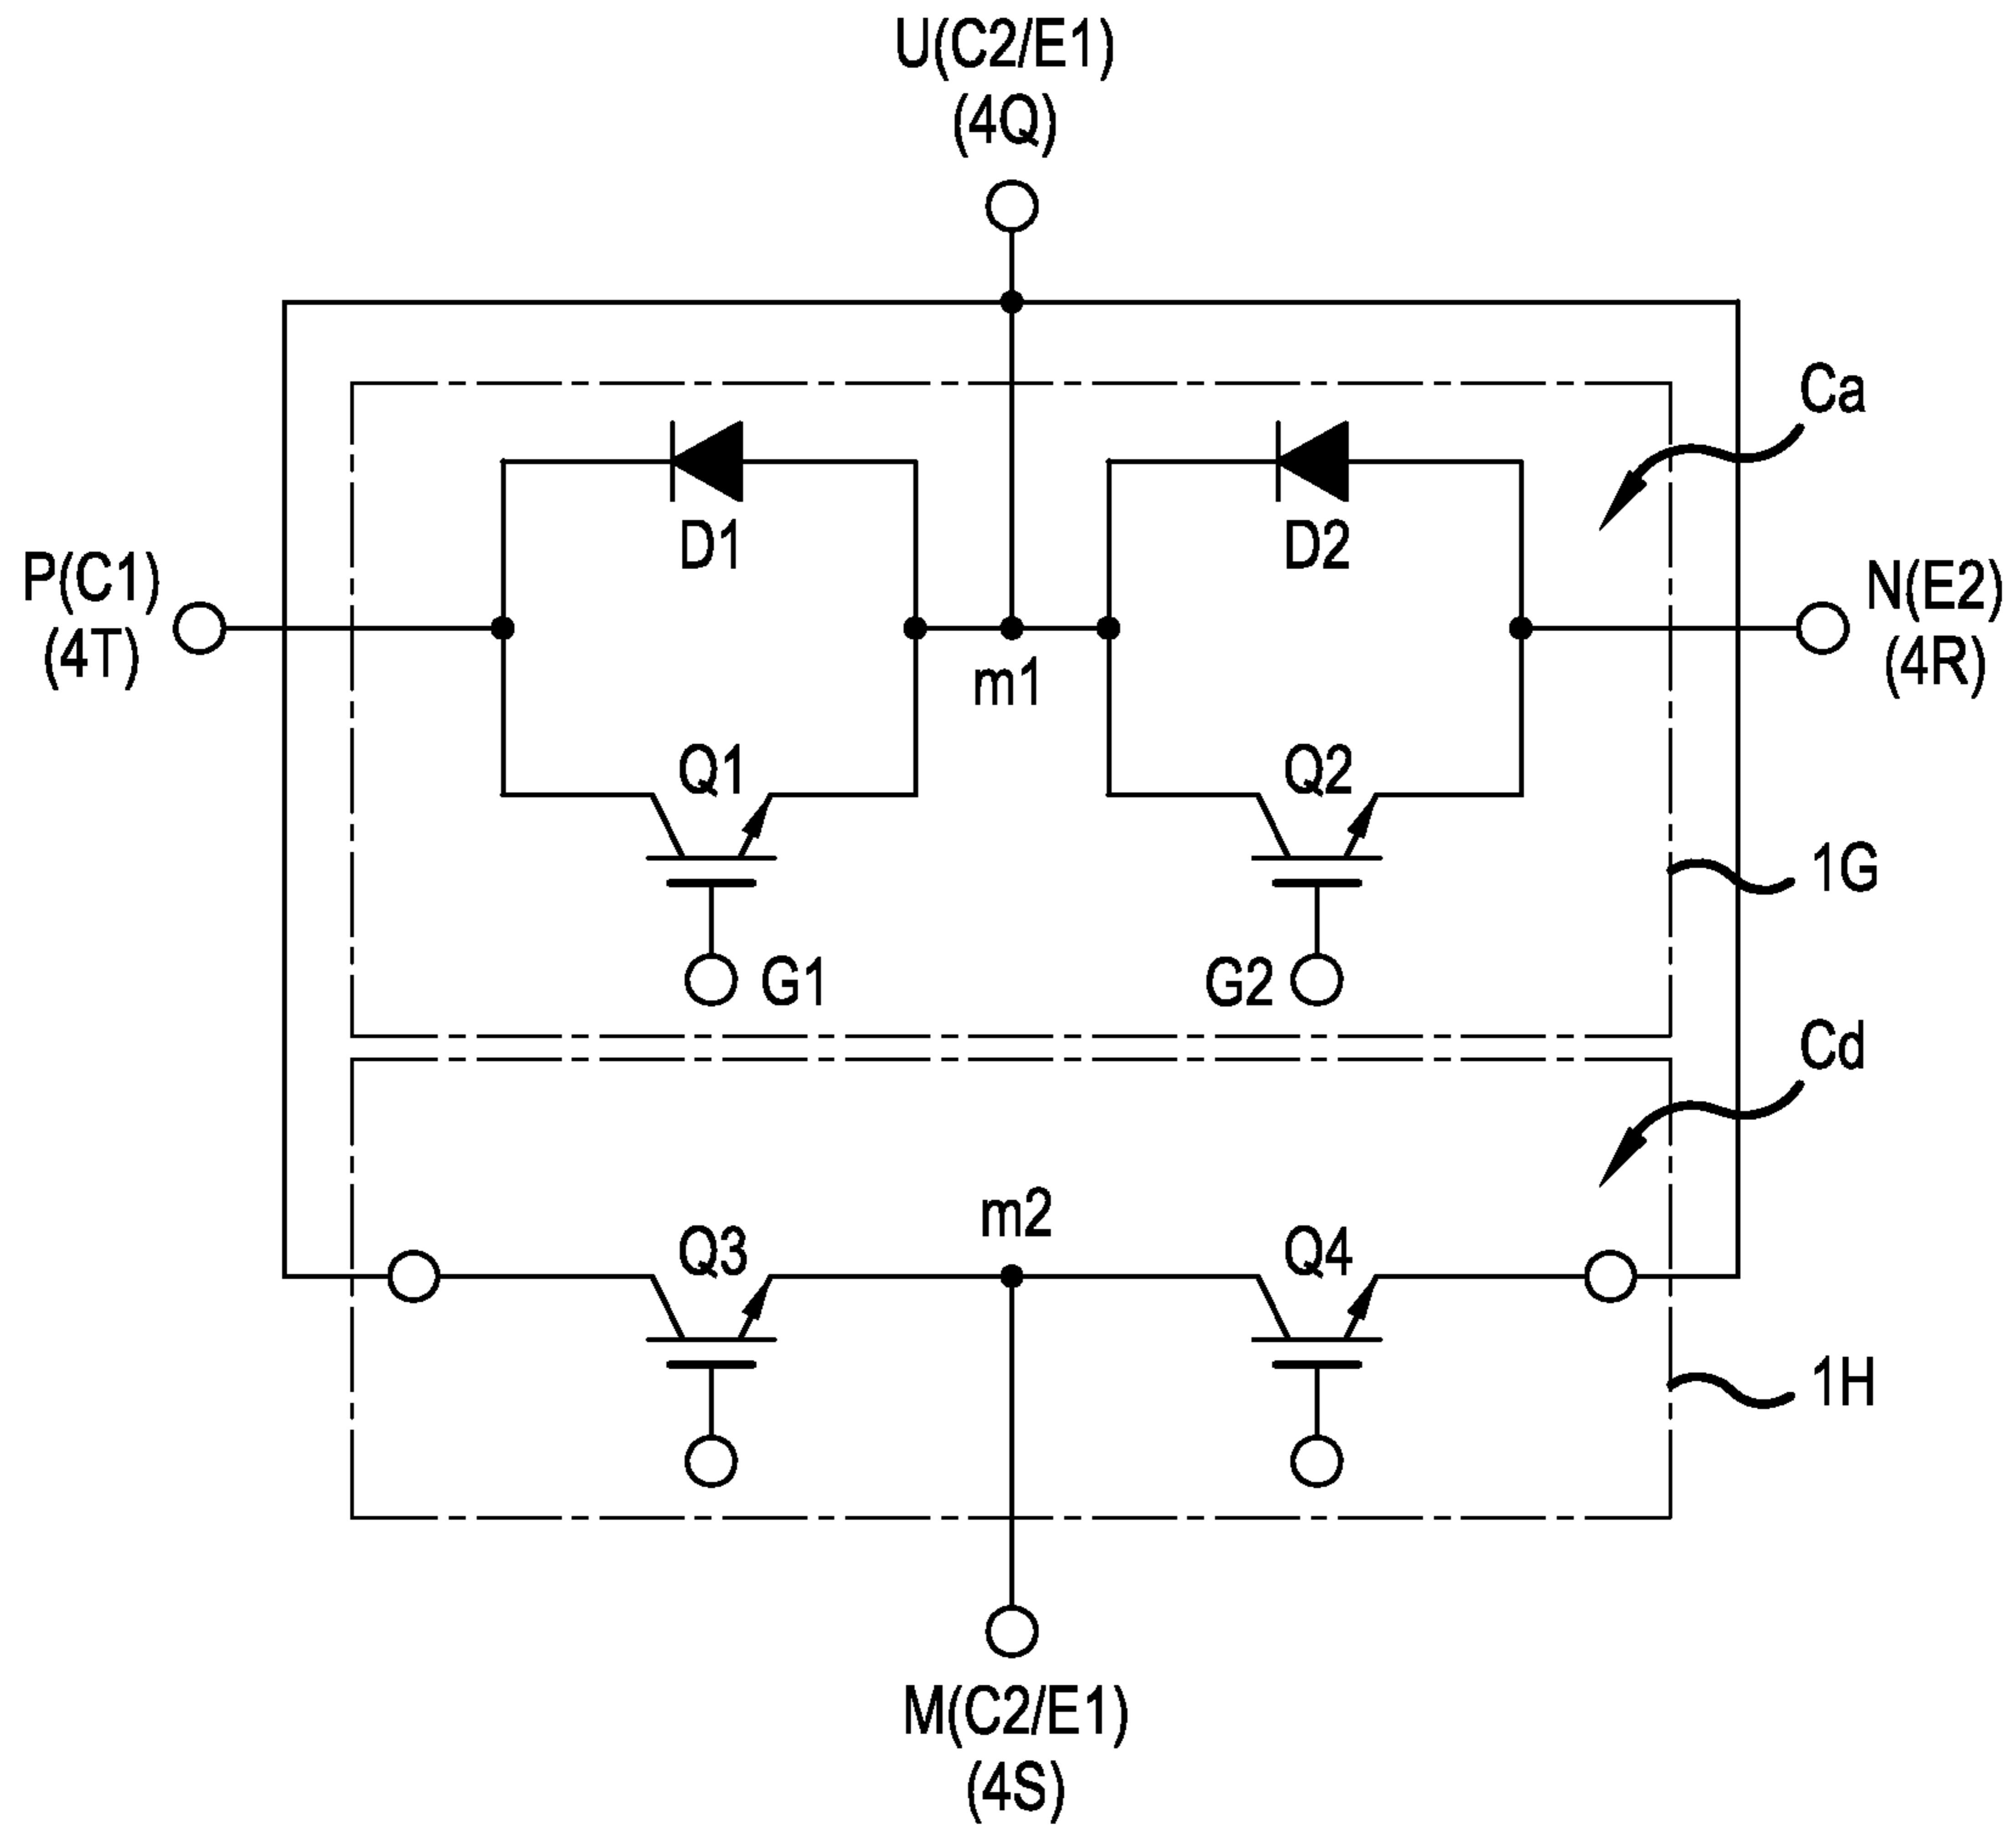 U(C2/E1)
(4Q)
Ca
D1
D2
P(C1)
(4T)
N(E2)
(4R)
m1
Q1
Q2
1G
G1
G2
Cd
m2
Q3
Q4
1H
M(C2/E1)
(4S)